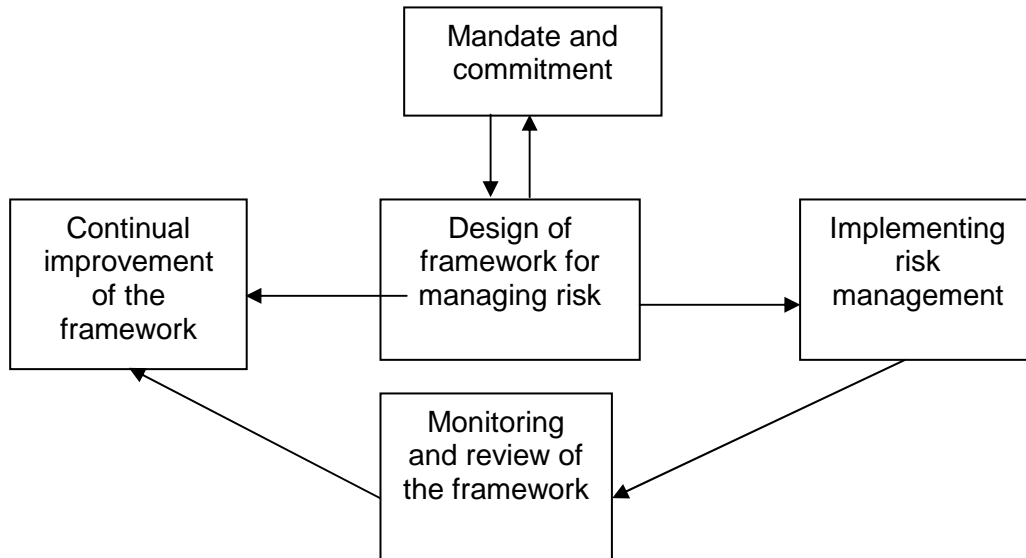 Mandate and
commitment
Continual
improvement
of the
framework
Design of
framework for
managing risk
Implementing
risk
management
Monitoring
and review of
the framework